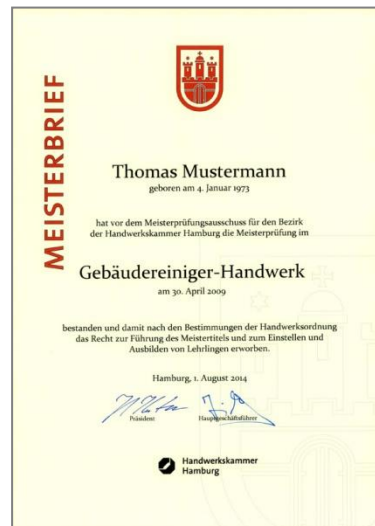 MEISTERBRIEF
Thomas Mustermann
geboren am 4. Januar 1973
hat vor dem Meisterprüfungsausschuss für den Bezirk
der Handwerkskammer Hamburg die Meisterprüfung im
Gebäudereiniger-Handwerk
am 30. April 2009
bestanden und damit nach den Bestimmungen der Handwerksordnung
das Recht zur Führung des Meistertitels und zum Einstellen und
Ausbilden von Lehrlingen erworben.
Hamburg, 1. August 2014
Präsident Hauptgeschäftsführer
Handwerkskammer
Hamburg